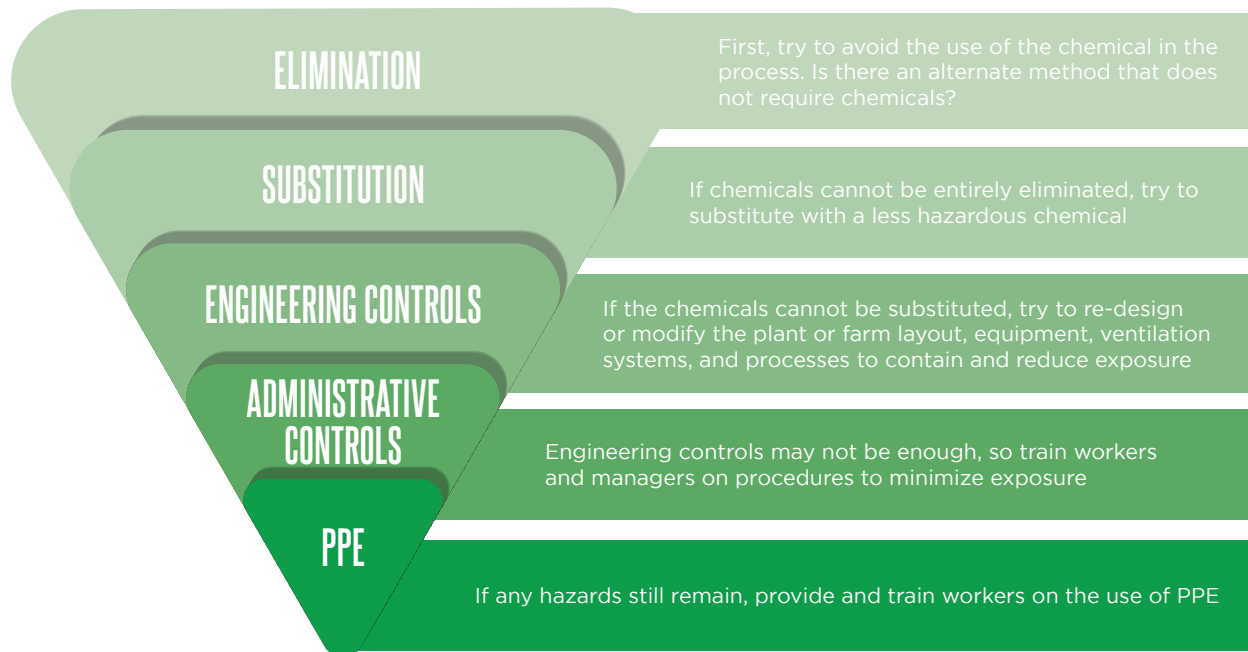 ELIMINATION
First, try to avoid the use of the chemical in the
process. Is there an alternate method that does
not require chemicals?
SUBSTITUTION
If chemicals cannot be entirely eliminated, try to
substitute with a less hazardous chemical
ENGINEERING CONTROLS
If the chemicals cannot be substituted, try to re-design
or modify the plant or farm layout, equipment, ventilation
systems, and processes to contain and reduce exposure
ADMINISTRATIVE
CONTROLS
Engineering controls may not be enough, so train workers
and managers on procedures to minimize exposure
PPE
If any hazards still remain, provide and train workers on the use of PPE